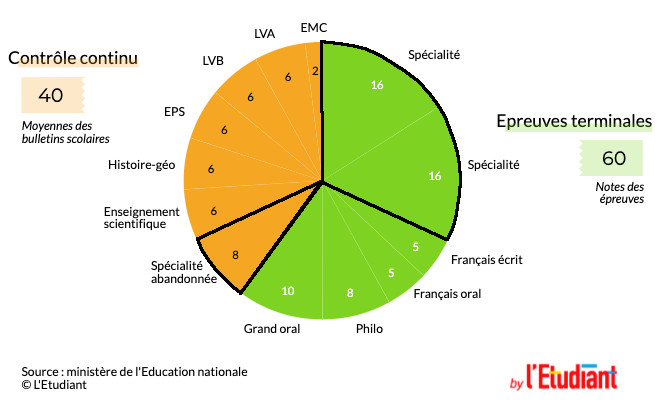 EMC
LVA
LVB
EPS
Histoire-géo
Enseignement
scientifique
Spécialité
abandonnée
Grand oral
Philo
Français oral
Français écrit
Spécialité
Spécialité
2
6
6
6
6
6
8
10
8
5
5
16
16
Contrôle continu
40
Moyennes des
bulletins scolaires
Epreuves terminales
60
Notes des
épreuves
Source : ministère de l'Education nationale
© L'Etudiant
by l'Etudiant